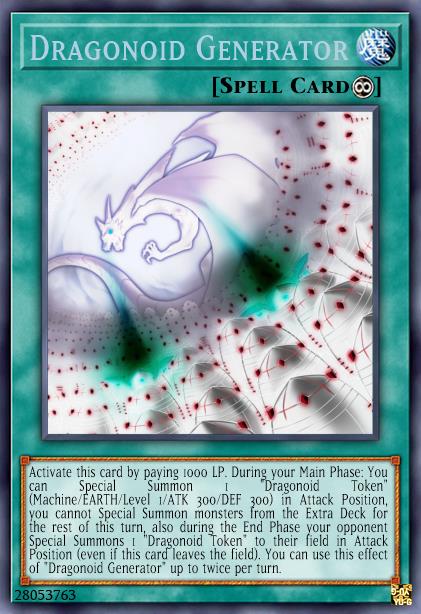 DRAGONOID GENERATOR
魔
[SPELL CARD]
Activate this card by paying 1000 LP. During your Main Phase: You
can Special Summon 1 "Dragonoid Token"
(Machine/EARTH/Level 1/ATK 300/DEF 300) in Attack Position,
you cannot Special Summon monsters from the Extra Deck for
the rest of this turn, also during the End Phase your opponent
Special Summons 1 "Dragonoid Token" to their field in Attack
Position (even if this card leaves the field). You can use this effect
of "Dragonoid Generator" up to twice per turn.
28053763